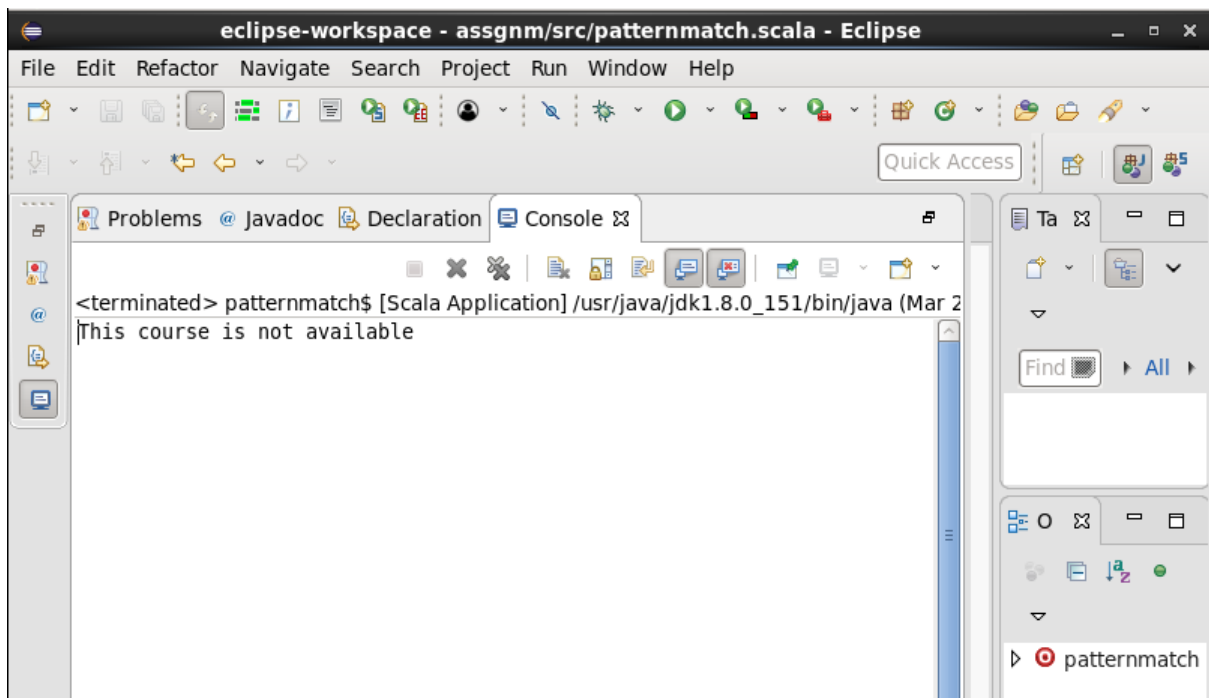 eclipse-workspace - assgnm/src/patternmatch.scala - Eclipse
File Edit Refactor Navigate Search Project Run Window Help
Quick Access
Problems @ Javadoc Declaration Console Ta
<terminated> patternmatch$ [Scala Application] /usr/java/jdk1.8.0_151/bin/java (Mar 2
This course is not available
Find All
O
patternmatch